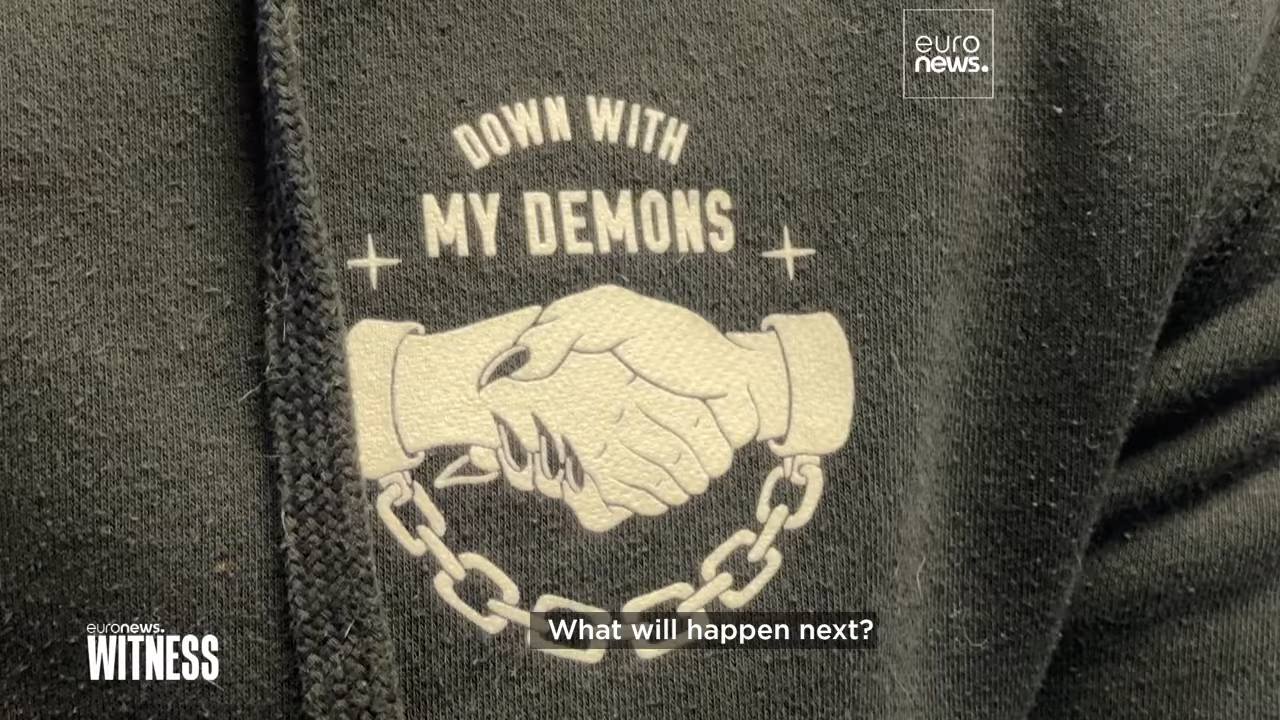 euro
news.
DOWN WITH
MY DEMONS
What will happen next?
euronews.
WITNESS